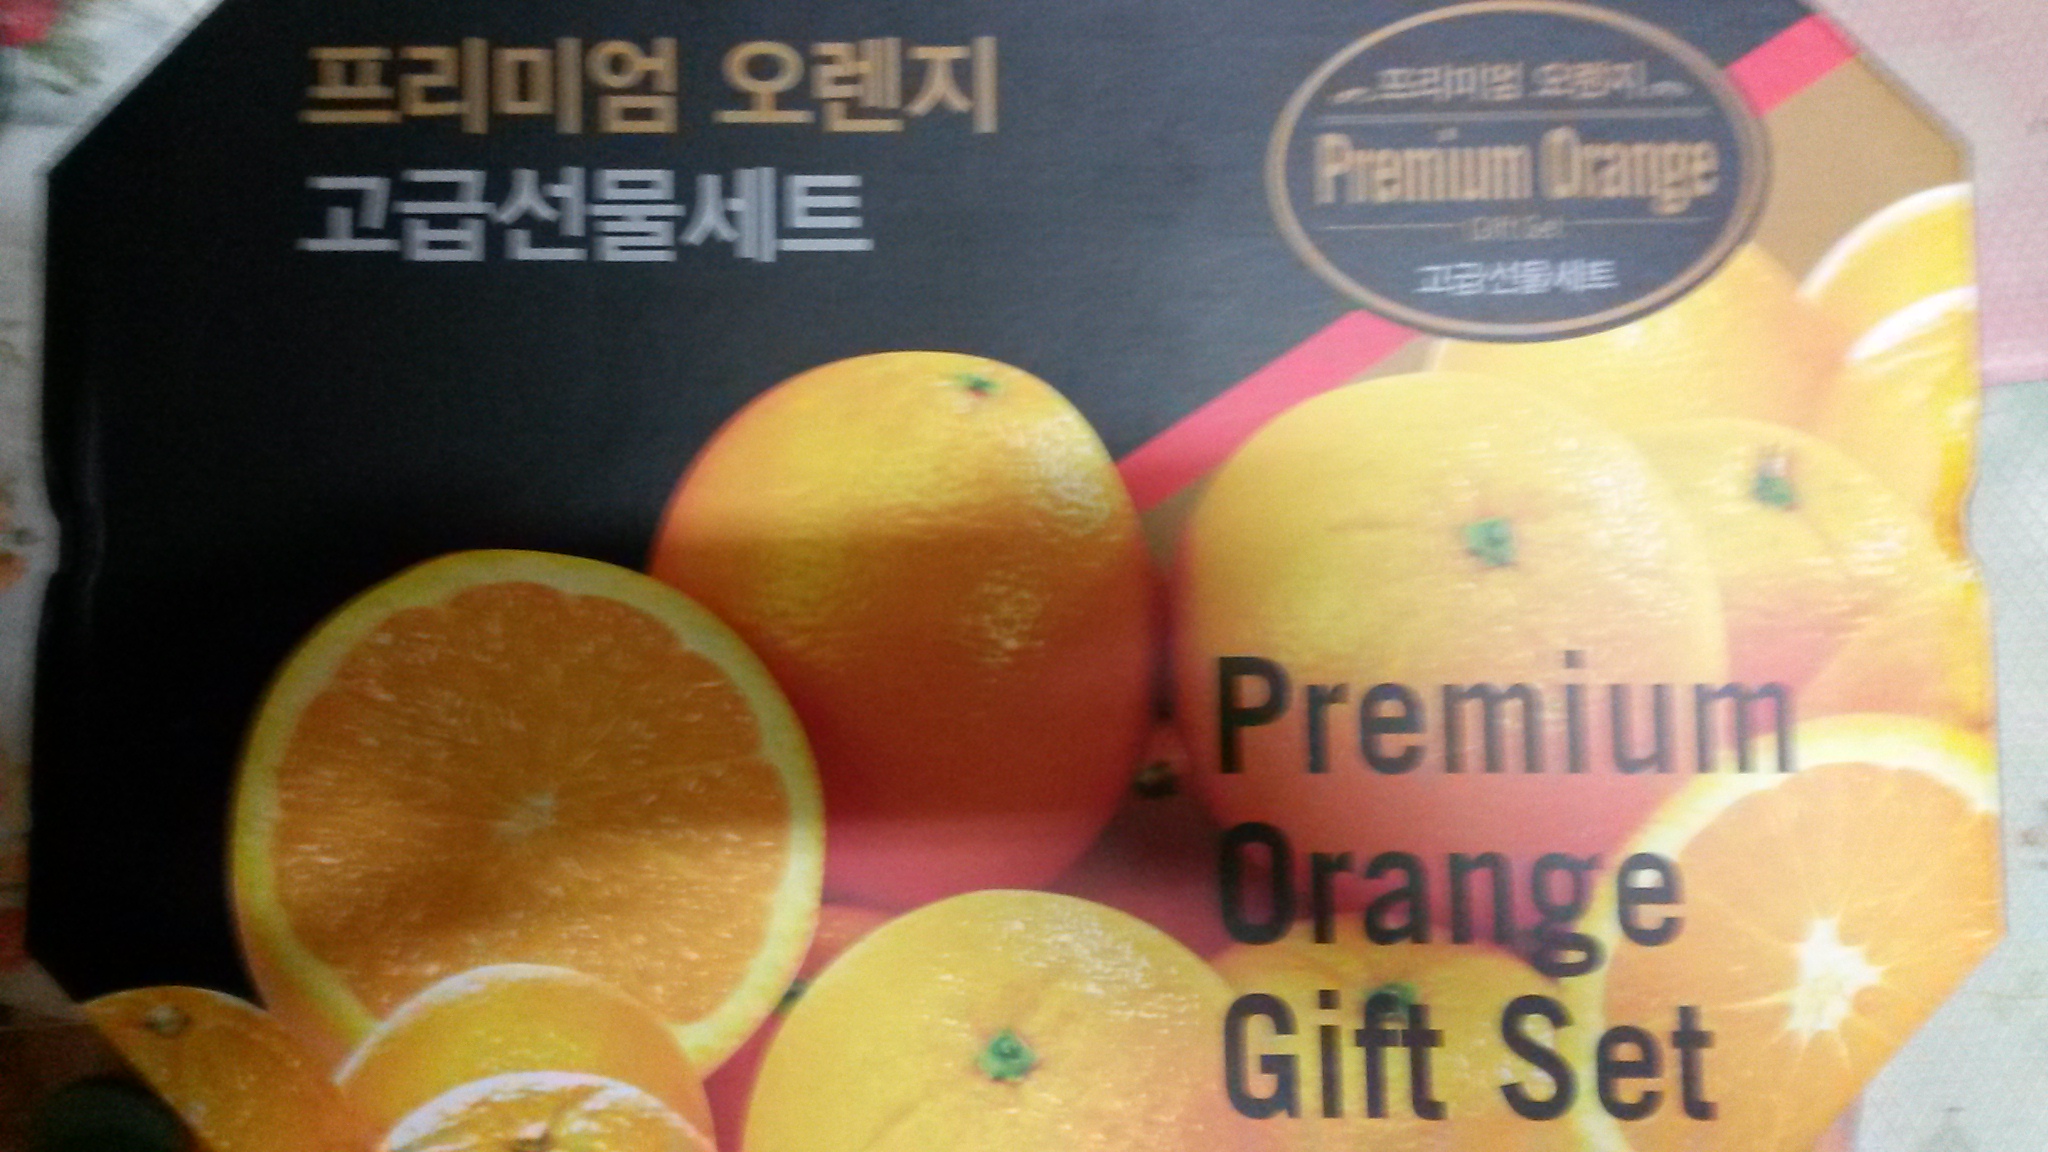 프리미엄 오렌지
고급선물세트
프리미엄 오렌지
Premium Orange
Gift Set
고급선물세트
Premium
Orange
Gift Set